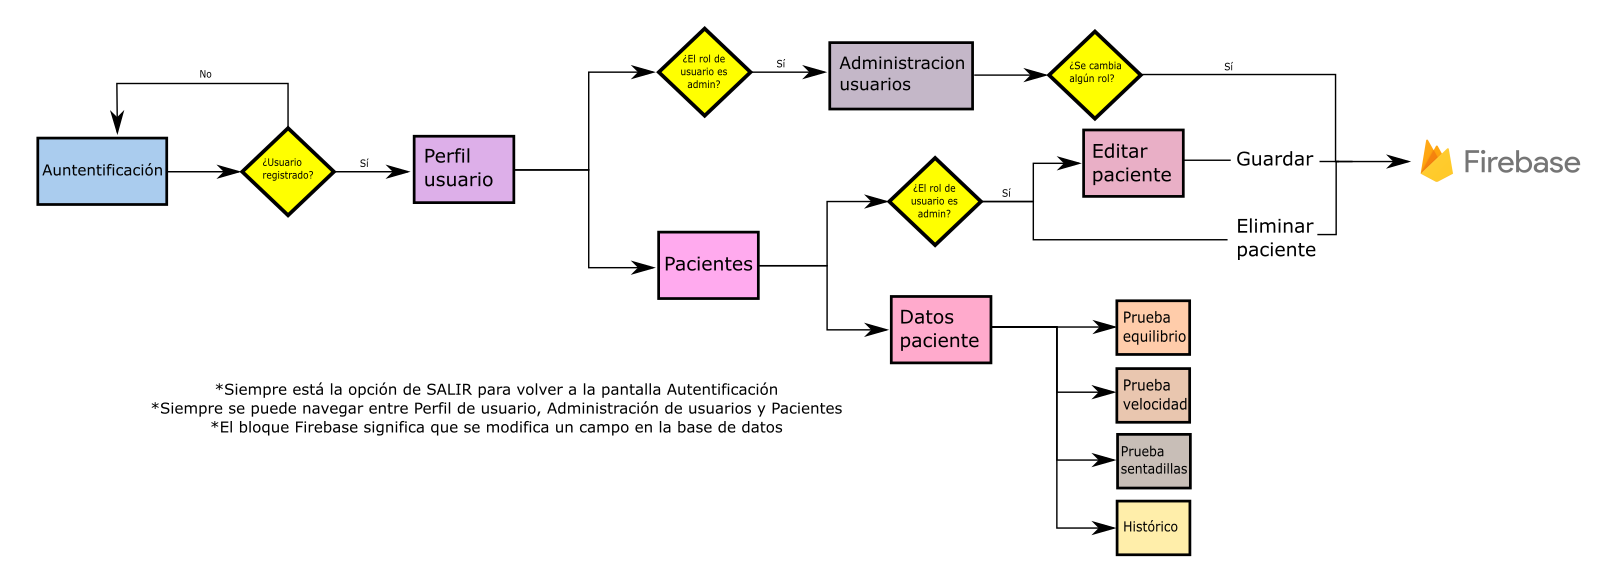 No
Auntentificación
¿Usuario
registrado?
Sí
Perfil
usuario
¿El rol de
usuario es
admin?
Sí
Administracion
usuarios
¿Se cambia
algún rol?
Sí
Pacientes
¿El rol de
usuario es
admin?
Sí
Editar
paciente
Guardar
Eliminar
paciente
Firebase
Datos
paciente
Prueba
equilibrio
Prueba
velocidad
Prueba
sentadillas
Histórico
*Siempre está la opción de SALIR para volver a la pantalla Autentificación
*Siempre se puede navegar entre Perfil de usuario, Administración de usuarios y Pacientes
*El bloque Firebase significa que se modifica un campo en la base de datos